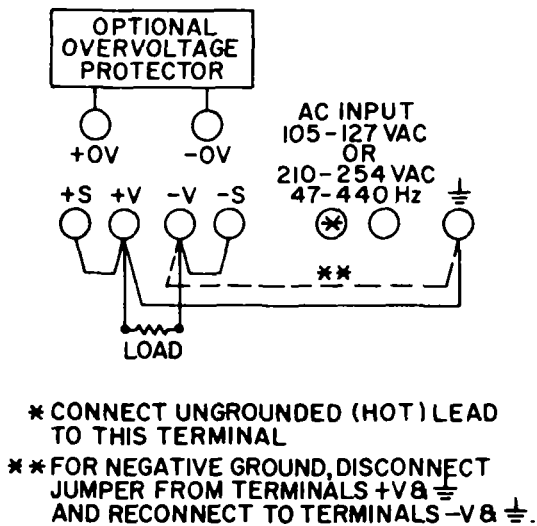 OPTIONAL
OVERVOLTAGE
PROTECTOR
+OV
-OV
AC INPUT
105-127 VAC
OR
210-254 VAC
47-440 Hz
+S +V -V -S ⏚
*
**
LOAD
* CONNECT UNGROUNDED (HOT) LEAD
TO THIS TERMINAL
** FOR NEGATIVE GROUND, DISCONNECT
JUMPER FROM TERMINALS +V & ⏚
AND RECONNECT TO TERMINALS -V & ⏚.